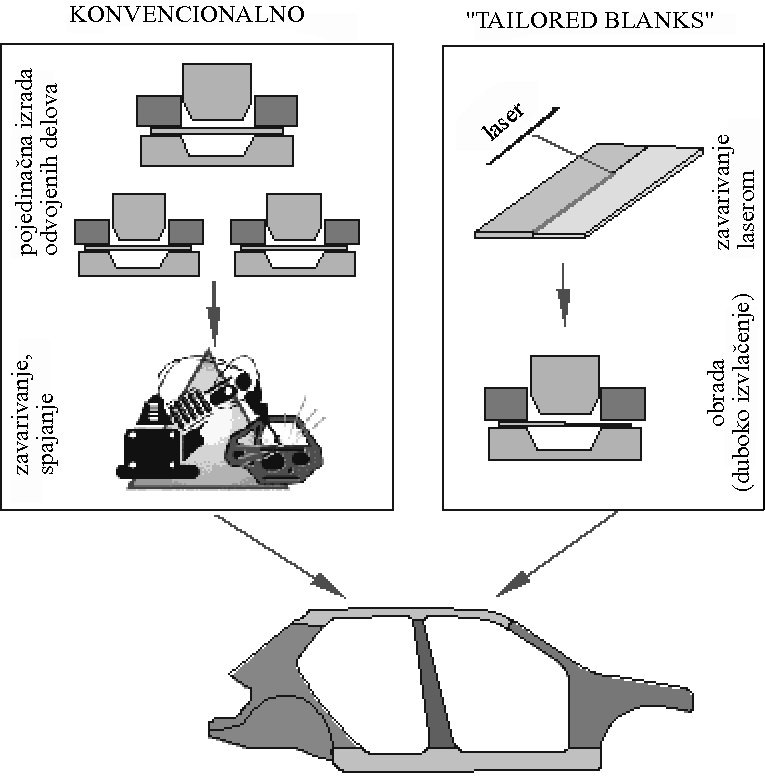 KONVENCIONALNO
pojedinačna izrada
odvojenih delova
zavarivanje,
spajanje
"TAILORED BLANKS"
laser
zavarivanje
laserom
obrada
(duboko izvlačenje)